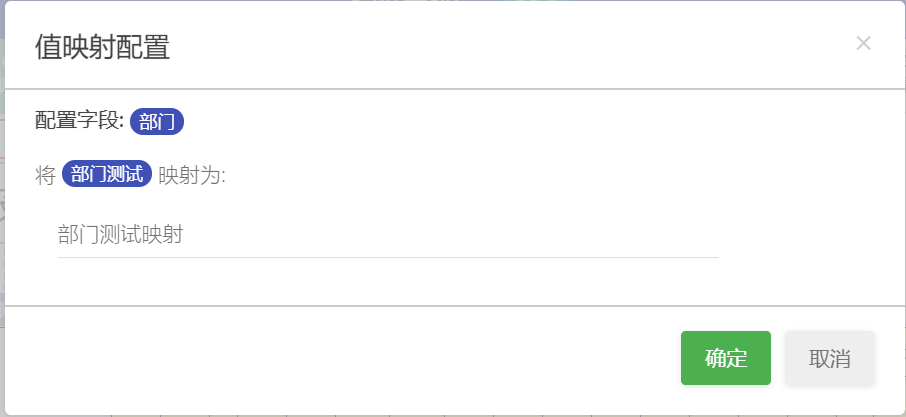 值映射配置
配置字段: 部门
将 部门测试 映射为:
部门测试映射
确定 取消